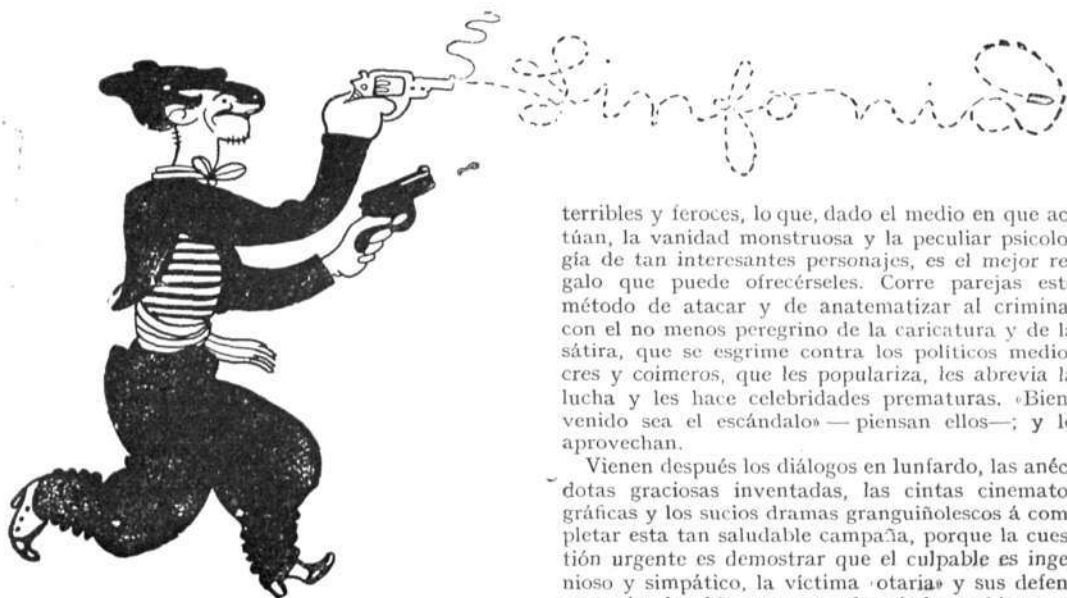 Sinfonia
terribles y feroces, lo que, dado el medio en que ac
túan, la vanidad monstruosa y la peculiar psicolo
gía de tan interesantes personajes, es el mejor re
galo que puede ofrecérseles. Corre parejas est
método de atacar y de anatematizar al crimina
con el no menos peregrino de la caricatura y de l
sátira, que se esgrime contra los políticos medio
cres y coimeros, que les populariza, les abrevia l
lucha y les hace celebridades prematuras. «Bien
venido sea el escándalo» — piensan ellos—; y l
aprovechan.
Vienen después los diálogos en lunfardo, las anéc
dotas graciosas inventadas, las cintas cinemato
gráficas y los sucios dramas granguiñolescos á com
pletar esta tan saludable campaña, porque la cues
tión urgente es demostrar que el culpable es inge
nioso y simpático, la víctima «otaria» y sus defen